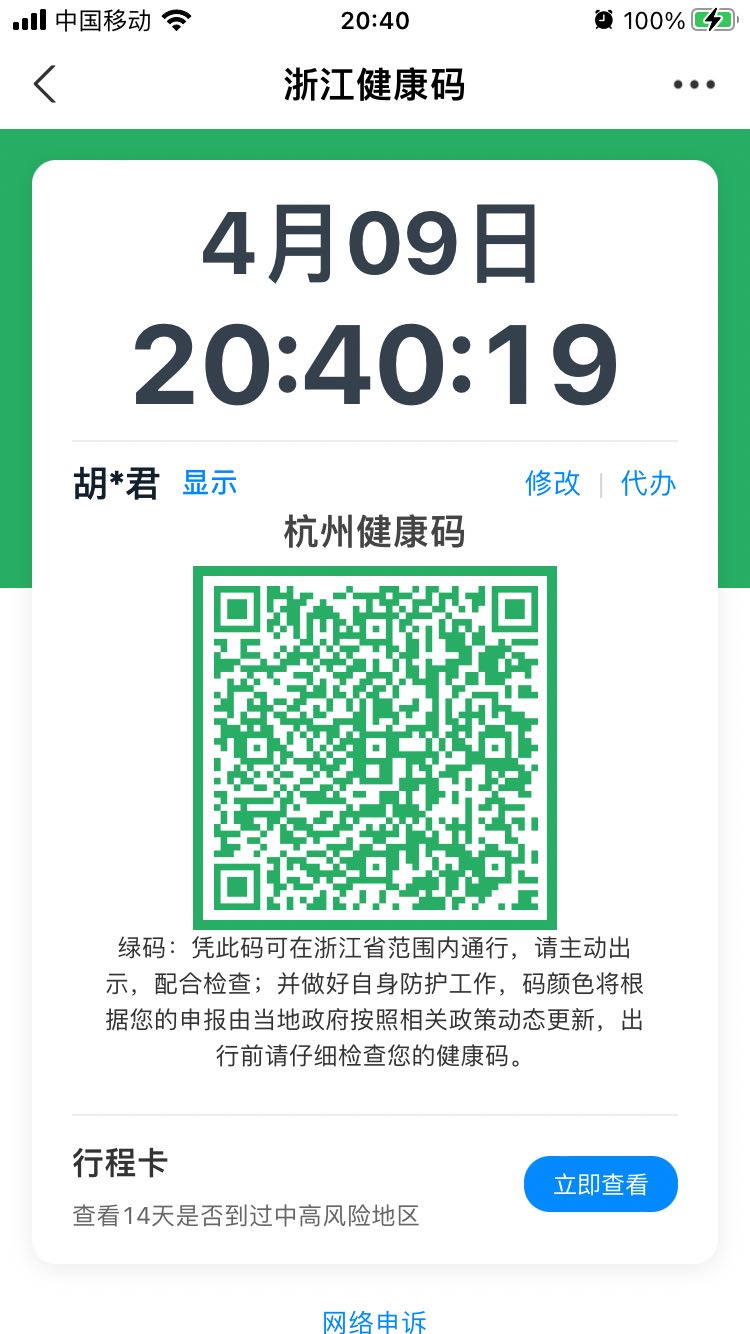 中国移动 20:40 100%
浙江健康码
4月09日
20:40:19
胡*君 显示 修改 | 代办
杭州健康码
绿码：凭此码可在浙江省范围内通行，请主动出
示，配合检查；并做好自身防护工作，码颜色将根
据您的申报由当地政府按照相关政策动态更新，出
行前请仔细检查您的健康码。
行程卡
立即查看
查看14天是否到过中高风险地区
网络申诉